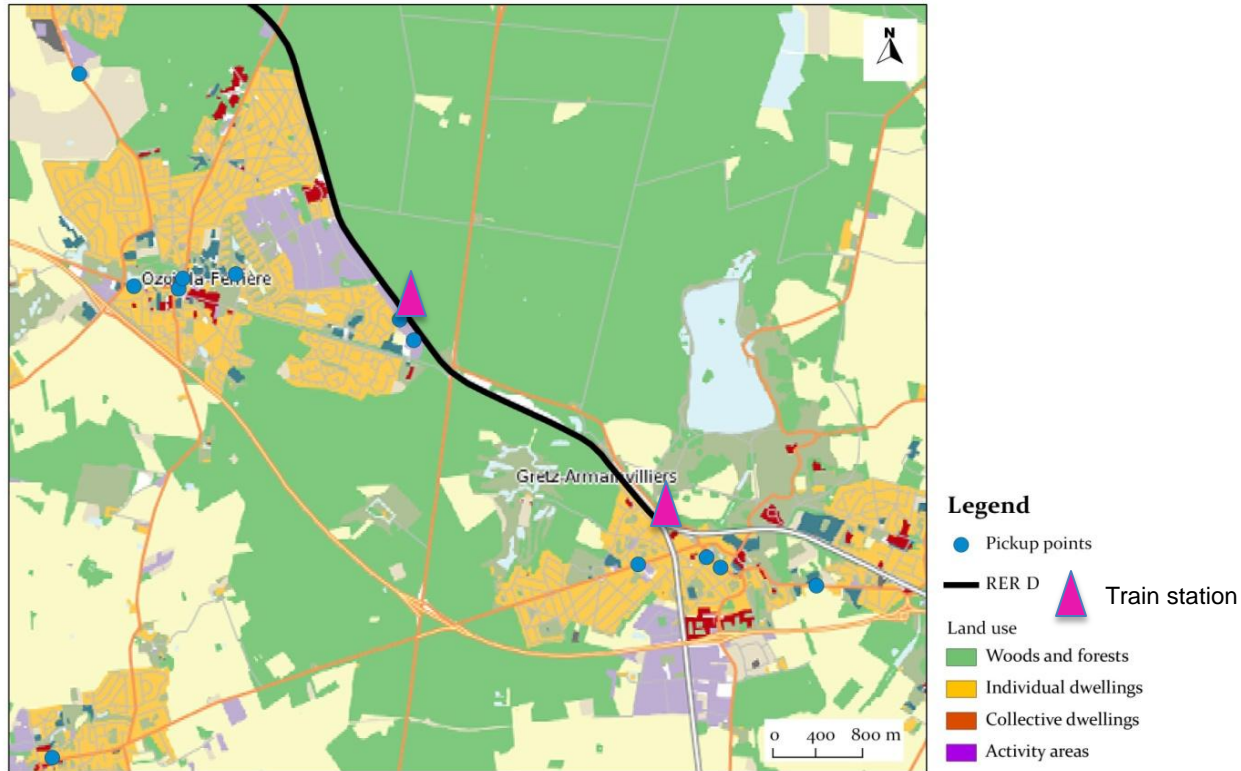 N
Ozoir-la-Ferrière
Gretz-Armainvilliers
0 400 800 m
Legend
Pickup points
RER D
Train station
Land use
Woods and forests
Individual dwellings
Collective dwellings
Activity areas